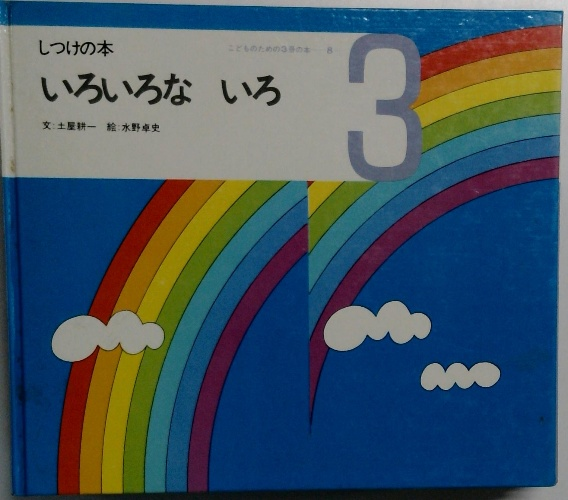 しつけの本
こどものための3歩の本 8
3
いろいろな いろ
文:土屋耕一 絵:水野卓史